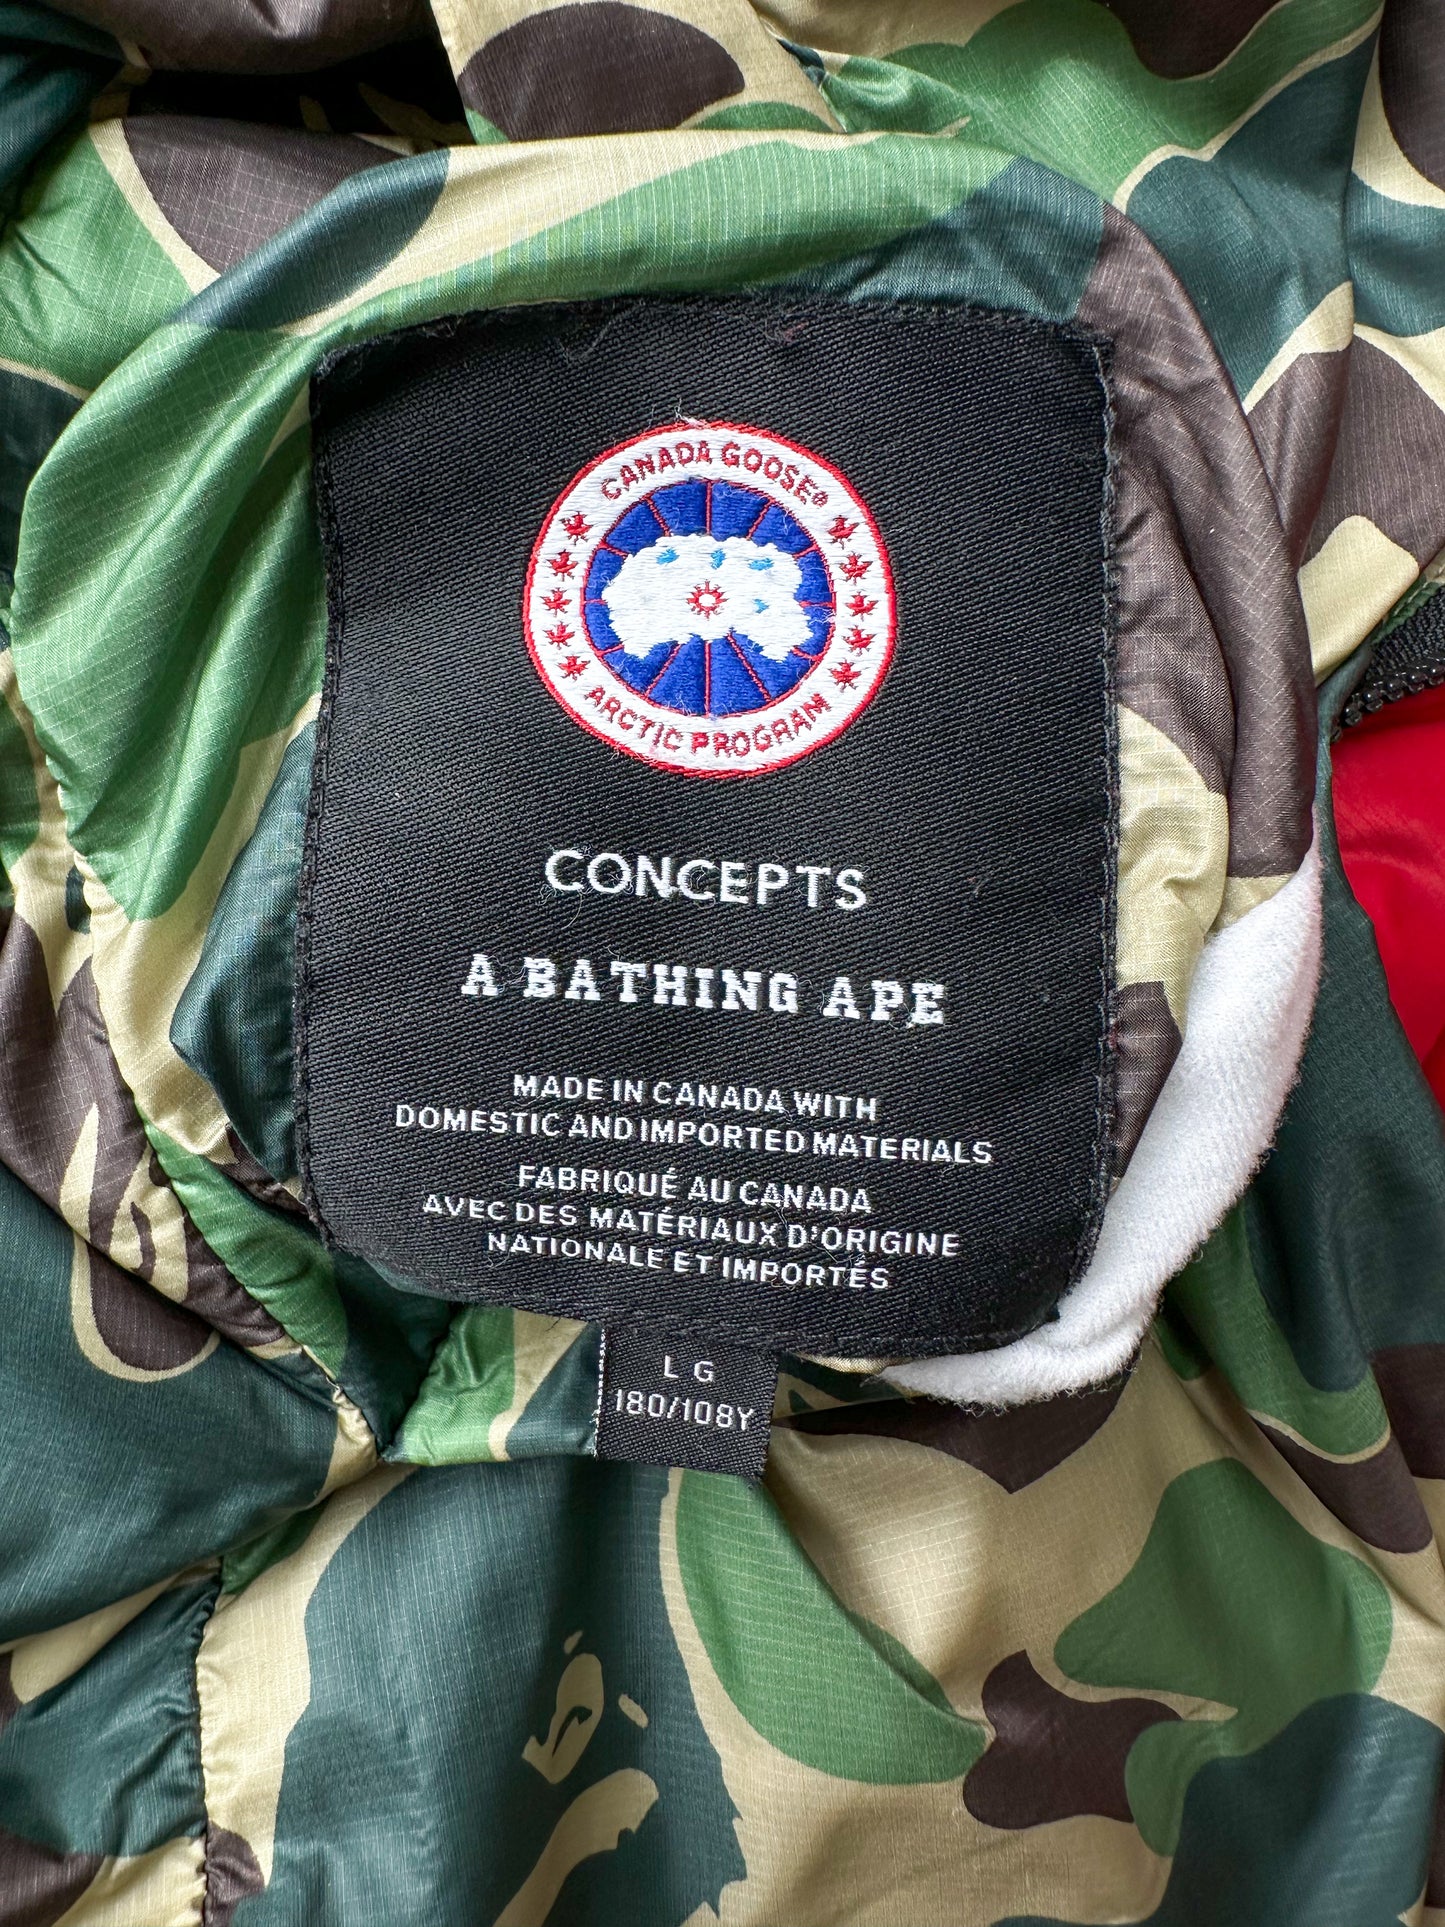 CANADA GOOSE®
ARCTIC PROGRAM
CONCEPTS
A BATHING APE
MADE IN CANADA WITH
DOMESTIC AND IMPORTED MATERIALS
FABRIQUÉ AU CANADA
AVEC DES MATÉRIAUX D'ORIGINE
NATIONALE ET IMPORTÉS
LG
180/108Y